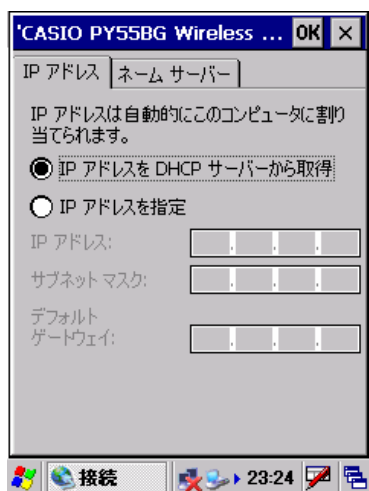 'CASIO PY55BG Wireless ... OK ×
IP アドレス ネーム サーバー
IP アドレスは自動的にこのコンピュータに割り
当てられます。
IP アドレスを DHCP サーバーから取得
IP アドレスを指定
IP アドレス:
サブネット マスク:
デフォルト
ゲートウェイ:
接続 23:24